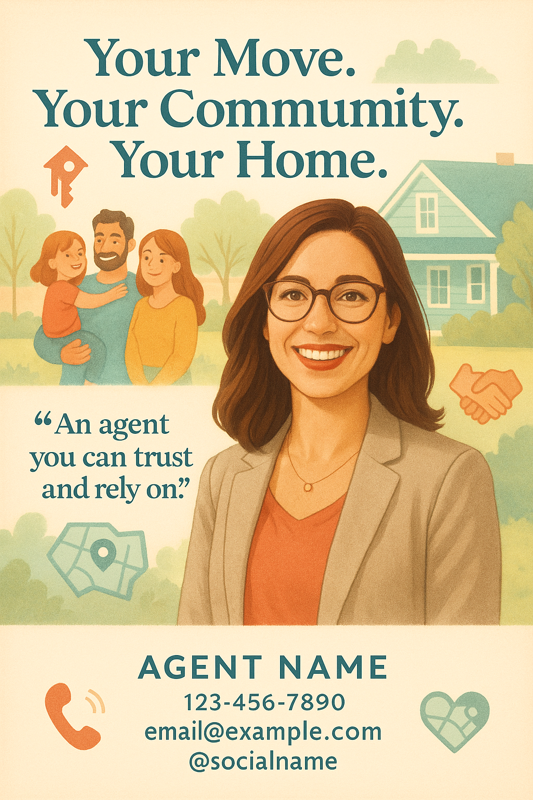 Your Move.
Your Commumity.
Your Home.
“An agent
you can trust
and rely on.”
AGENT NAME
123-456-7890
email@example.com
@socialname